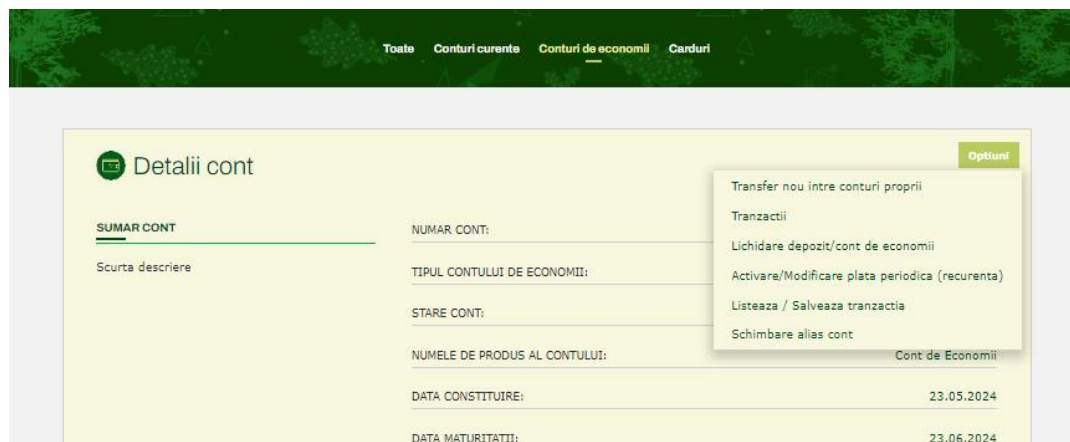 Toate Conturi curente Conturi de economii Carduri
Optiuni
Detalii cont
Transfer nou intre conturi proprii
Tranzactii
Lichidare depozit/cont de economii
Activare/Modificare plata periodica (recurenta)
Listeaza / Salveaza tranzactia
Schimbare alias cont
SUMAR CONT
Scurta descriere
NUMAR CONT:
TIPUL CONTULUI DE ECONOMII:
STARE CONT:
NUMELE DE PRODUS AL CONTULUI: Cont de Economii
DATA CONSTITUIRE: 23.05.2024
DATA MATURITATII: 23.06.2024